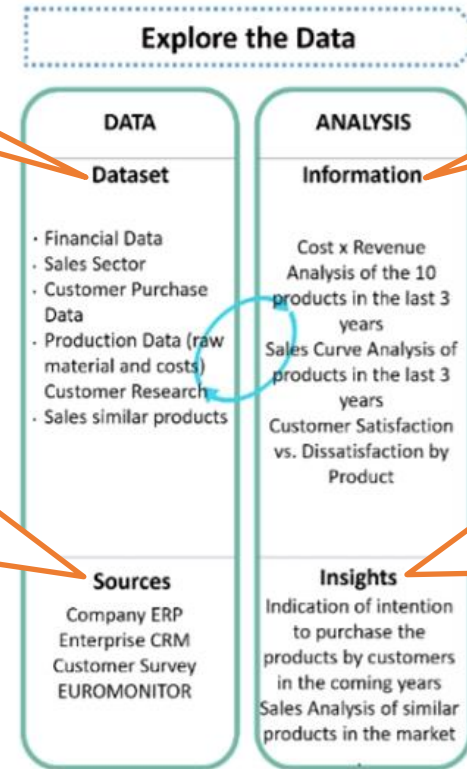 Explore the Data
DATA
Dataset
· Financial Data
· Sales Sector
· Customer Purchase
Data
· Production Data (raw
material and costs)
Customer Research
· Sales similar products
Sources
Company ERP
Enterprise CRM
Customer Survey
EUROMONITOR
ANALYSIS
Information
Cost x Revenue
Analysis of the 10
products in the last 3
years
Sales Curve Analysis of
products in the last 3
years
Customer Satisfaction
vs. Dissatisfaction by
Product
Insights
Indication of intention
to purchase the
products by customers
in the coming years
Sales Analysis of similar
products in the market